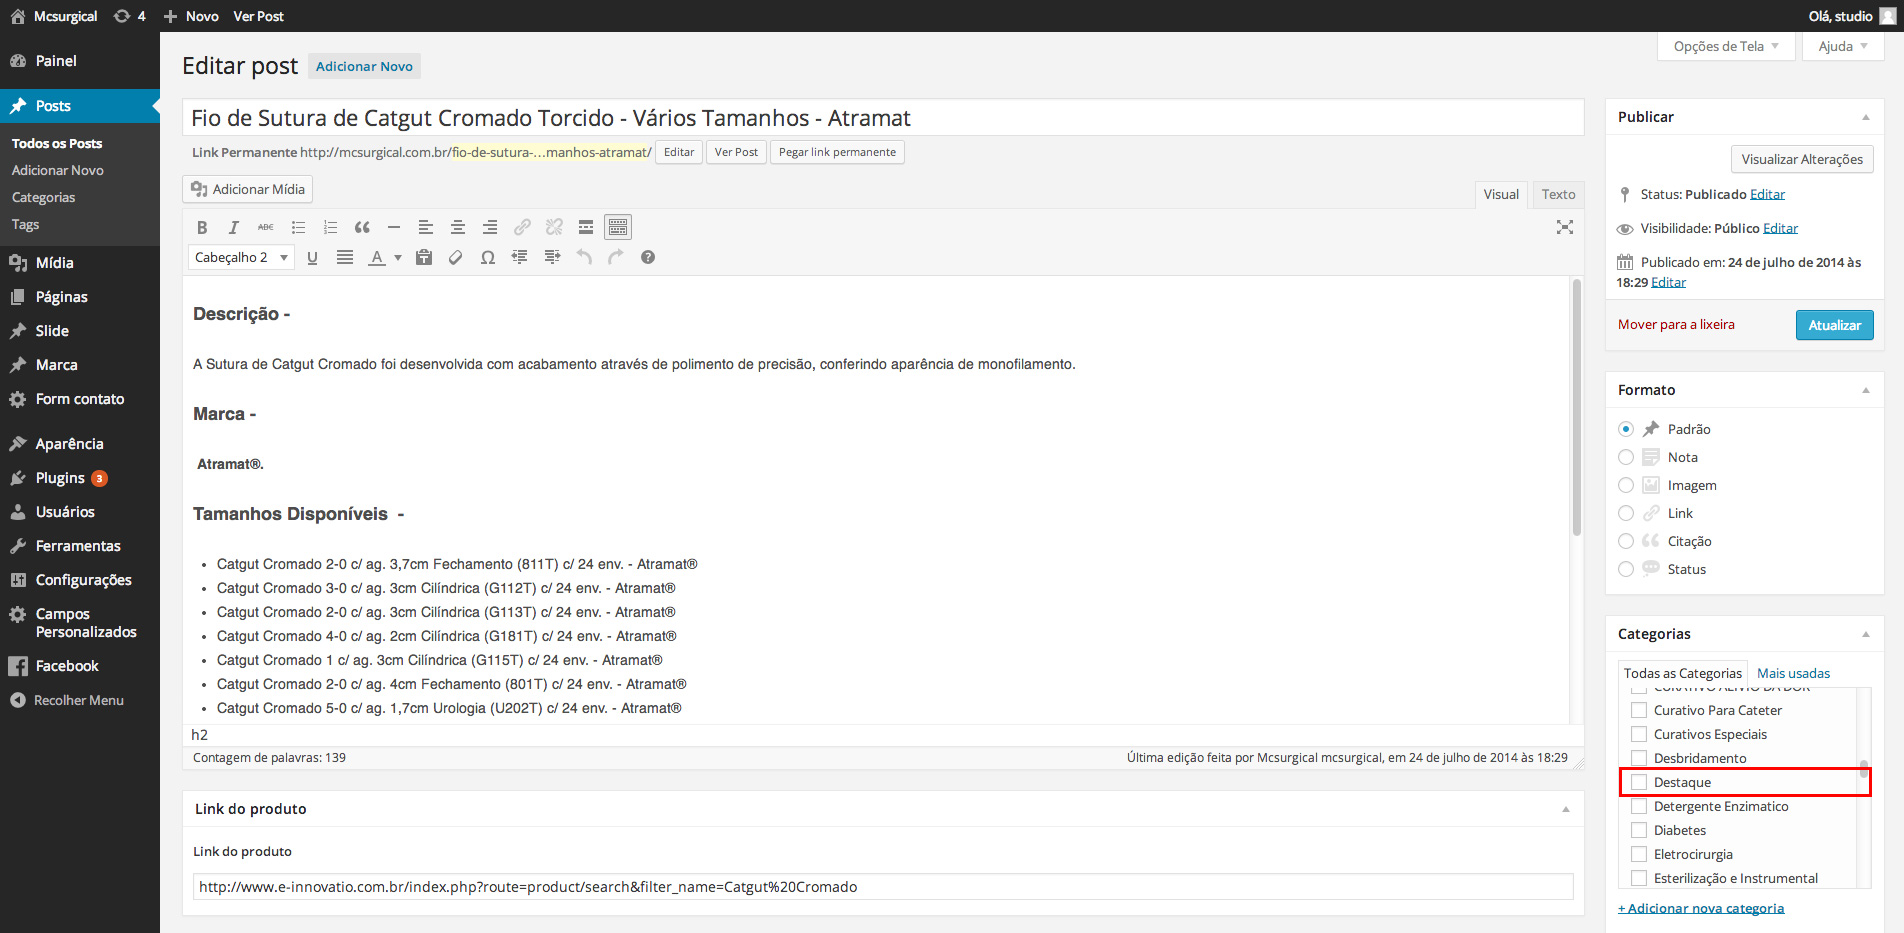 Mcsurgical 4 Novo Ver Post Olá, studio
Opções de Tela Ajuda
Painel
Posts
Todos os Posts
Adicionar Novo
Categorias
Tags
Mídia
Páginas
Slide
Marca
Form contato
Aparência
Plugins 3
Usuários
Ferramentas
Configurações
Campos
Personalizados
Facebook
Recolher Menu
Editar post Adicionar Novo
Fio de Sutura de Catgut Cromado Torcido - Vários Tamanhos - Atramat
Link Permanente http://mcsurgical.com.br/fio-de-sutura-...manhos-atramat/ Editar Ver Post Pegar link permanente
Adicionar Mídia
Visual Texto
B I ABC
Cabeçalho 2 U A Ω
Descrição -
A Sutura de Catgut Cromado foi desenvolvida com acabamento através de polimento de precisão, conferindo aparência de monofilamento.
Marca -
Atramat®.
Tamanhos Disponíveis -
• Catgut Cromado 2-0 c/ ag. 3,7cm Fechamento (811T) c/ 24 env. - Atramat®
• Catgut Cromado 3-0 c/ ag. 3cm Cilíndrica (G112T) c/ 24 env. - Atramat®
• Catgut Cromado 2-0 c/ ag. 3cm Cilíndrica (G113T) c/ 24 env. - Atramat®
• Catgut Cromado 4-0 c/ ag. 2cm Cilíndrica (G181T) c/ 24 env. - Atramat®
• Catgut Cromado 1 c/ ag. 3cm Cilíndrica (G115T) c/ 24 env. - Atramat®
• Catgut Cromado 2-0 c/ ag. 4cm Fechamento (801T) c/ 24 env. - Atramat®
• Catgut Cromado 5-0 c/ ag. 1,7cm Urologia (U202T) c/ 24 env. - Atramat®
h2
Contagem de palavras: 139 Última edição feita por Mcsurgical mcsurgical, em 24 de julho de 2014 às 18:29
Link do produto
Link do produto
http://www.e-innovatio.com.br/index.php?route=product/search&filter_name=Catgut%20Cromado
Publicar
Visualizar Alterações
Status: Publicado Editar
Visibilidade: Público Editar
Publicado em: 24 de julho de 2014 às
18:29 Editar
Mover para a lixeira Atualizar
Formato
Padrão
Nota
Imagem
Link
Citação
Status
Categorias
Todas as Categorias Mais usadas
CURATIVO ALIVIO DA DOR
Curativo Para Cateter
Curativos Especiais
Desbridamento
Destaque
Detergente Enzimatico
Diabetes
Eletrocirurgia
Esterilização e Instrumental
+ Adicionar nova categoria